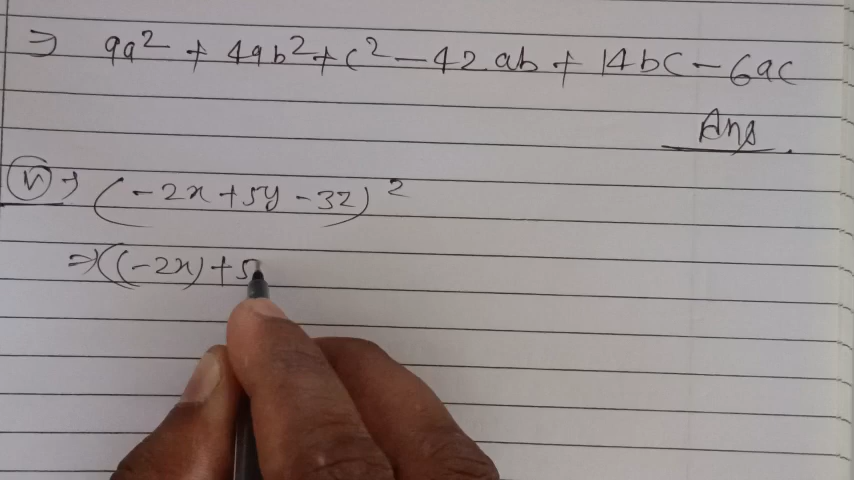 ⇒ 9a² + 49b² + c² - 42ab + 14bc - 6ac
Ans.
(v) → (-2x + 5y - 3z)²
⇒ ((-2x) + 5